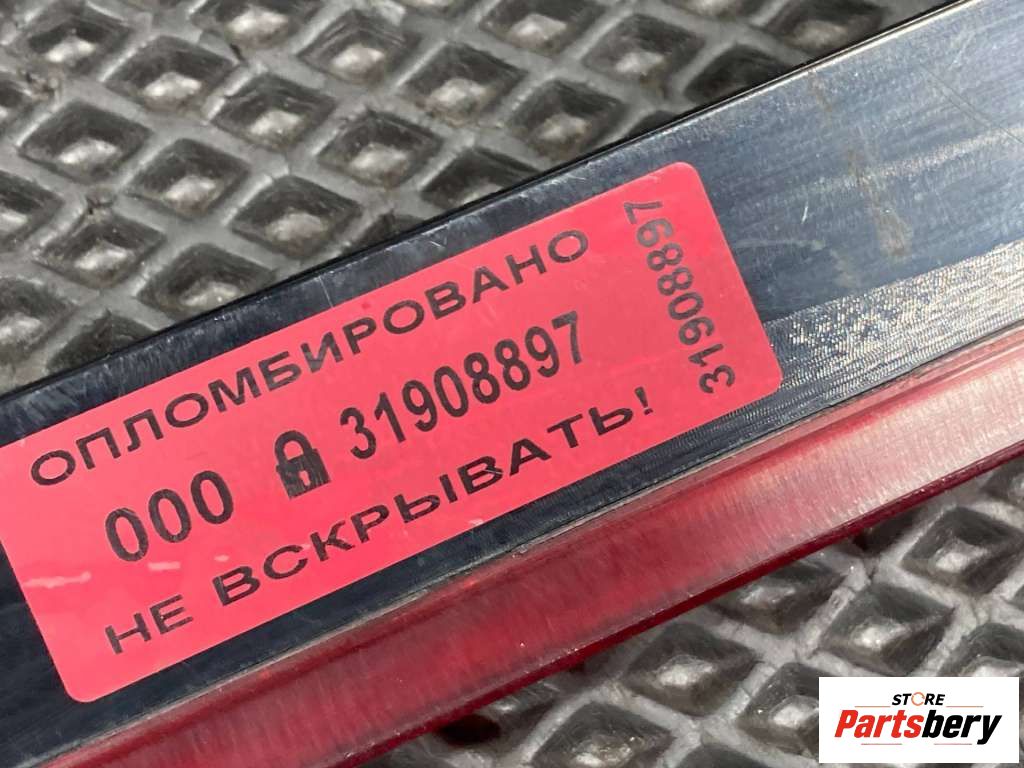 ОПЛОМБИРОВАНО
000 31908897
НЕ ВСКРЫВАТЬ!
31908897
STORE
Partsbery